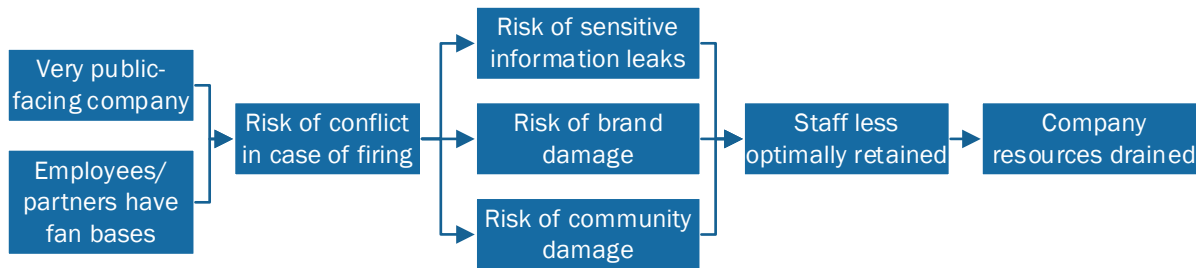 Very public-
facing company
Employees/
partners have
fan bases
Risk of conflict
in case of firing
Risk of sensitive
information leaks
Risk of brand
damage
Risk of community
damage
Staff less
optimally retained
Company
resources drained